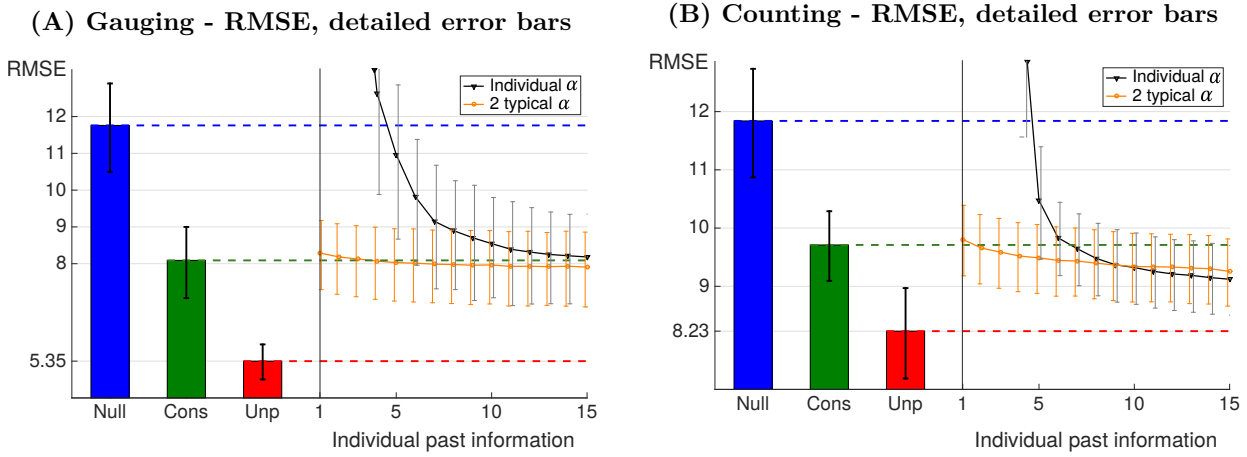 (A) Gauging - RMSE, detailed error bars
RMSE
12
11
10
9
8
5.35
Individual α
2 typical α
Null Cons Unp 1 5 10 15
Individual past information
(B) Counting - RMSE, detailed error bars
RMSE
12
11
10
9
8.23
Individual α
2 typical α
Null Cons Unp 1 5 10 15
Individual past information